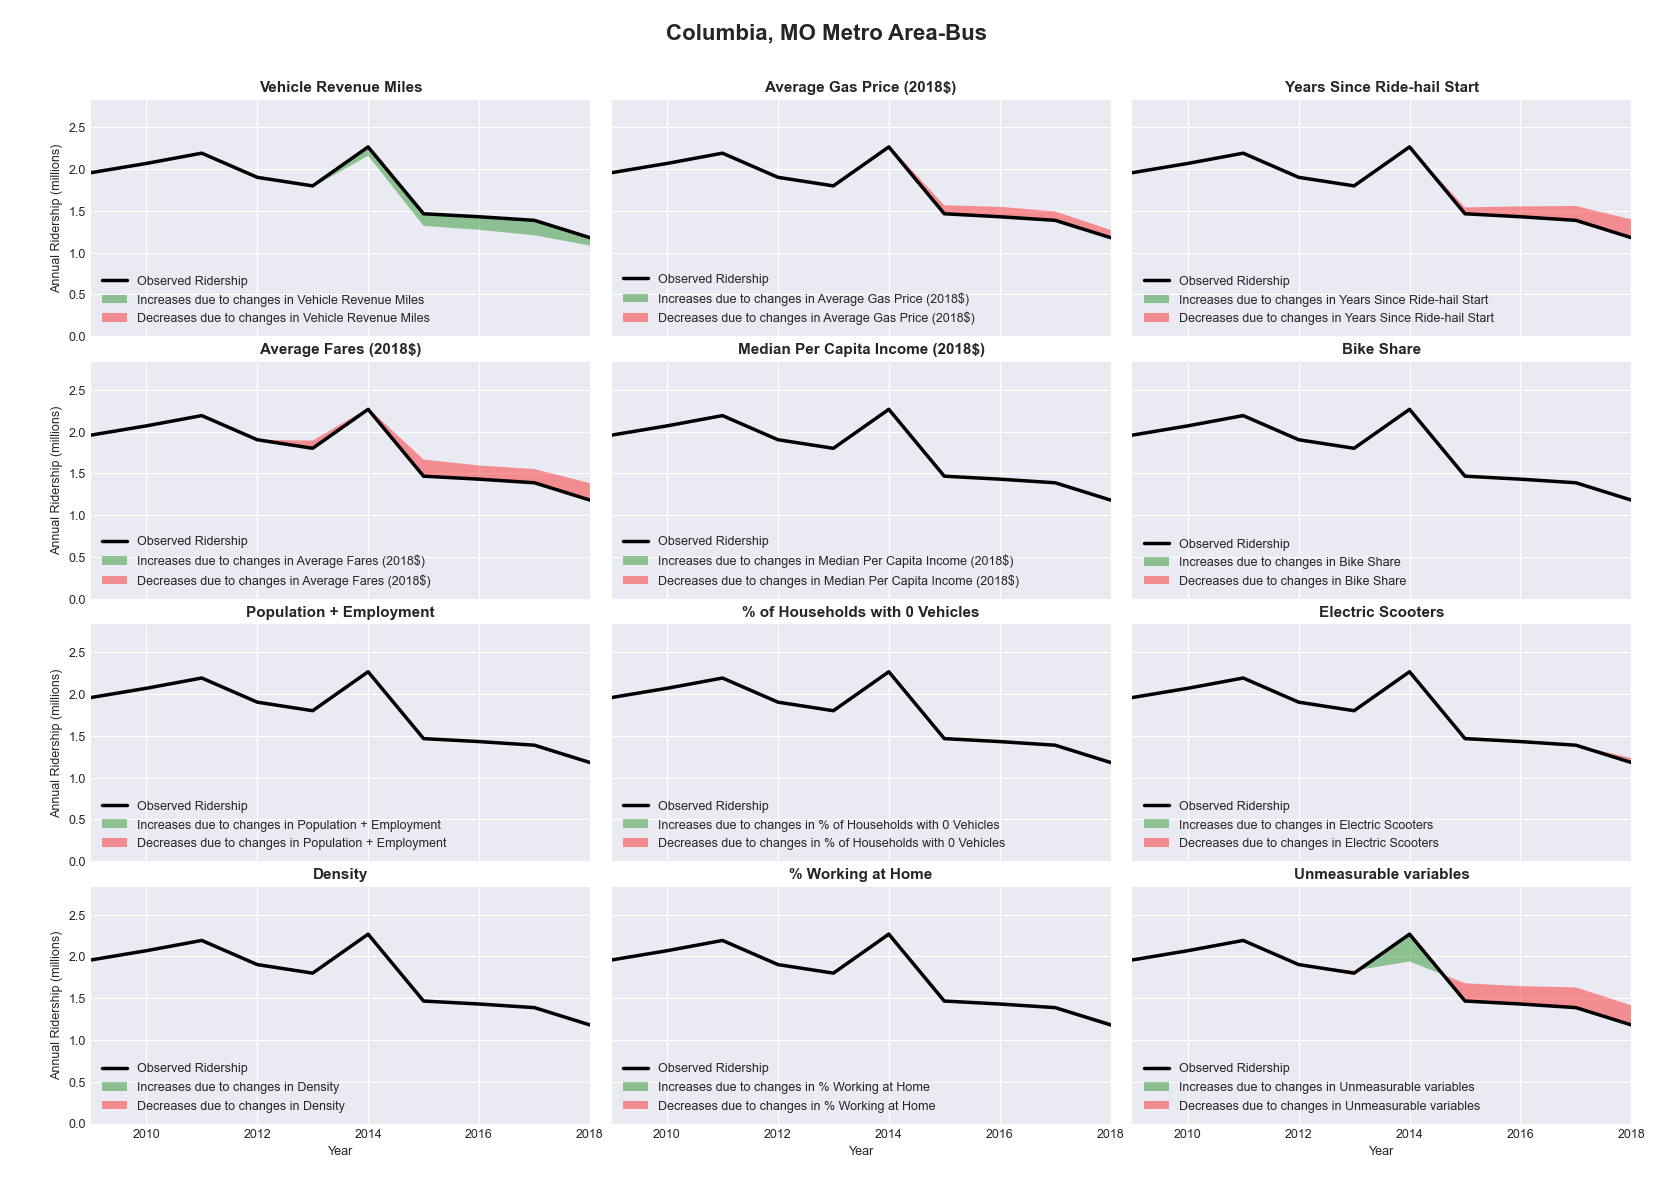 Columbia, MO Metro Area-Bus
Vehicle Revenue Miles
Annual Ridership (millions)
2.5
2.0
1.5
1.0
0.5
0.0
Observed Ridership
Increases due to changes in Vehicle Revenue Miles
Decreases due to changes in Vehicle Revenue Miles
Average Gas Price (2018$)
Observed Ridership
Increases due to changes in Average Gas Price (2018$)
Decreases due to changes in Average Gas Price (2018$)
Years Since Ride-hail Start
Observed Ridership
Increases due to changes in Years Since Ride-hail Start
Decreases due to changes in Years Since Ride-hail Start
Average Fares (2018$)
Annual Ridership (millions)
2.5
2.0
1.5
1.0
0.5
0.0
Observed Ridership
Increases due to changes in Average Fares (2018$)
Decreases due to changes in Average Fares (2018$)
Median Per Capita Income (2018$)
Observed Ridership
Increases due to changes in Median Per Capita Income (2018$)
Decreases due to changes in Median Per Capita Income (2018$)
Bike Share
Observed Ridership
Increases due to changes in Bike Share
Decreases due to changes in Bike Share
Population + Employment
Annual Ridership (millions)
2.5
2.0
1.5
1.0
0.5
0.0
Observed Ridership
Increases due to changes in Population + Employment
Decreases due to changes in Population + Employment
% of Households with 0 Vehicles
Observed Ridership
Increases due to changes in % of Households with 0 Vehicles
Decreases due to changes in % of Households with 0 Vehicles
Electric Scooters
Observed Ridership
Increases due to changes in Electric Scooters
Decreases due to changes in Electric Scooters
Density
Annual Ridership (millions)
2.5
2.0
1.5
1.0
0.5
0.0
Observed Ridership
Increases due to changes in Density
Decreases due to changes in Density
2010 2012 2014 2016 2018
Year
% Working at Home
Observed Ridership
Increases due to changes in % Working at Home
Decreases due to changes in % Working at Home
2010 2012 2014 2016 2018
Year
Unmeasurable variables
Observed Ridership
Increases due to changes in Unmeasurable variables
Decreases due to changes in Unmeasurable variables
2010 2012 2014 2016 2018
Year